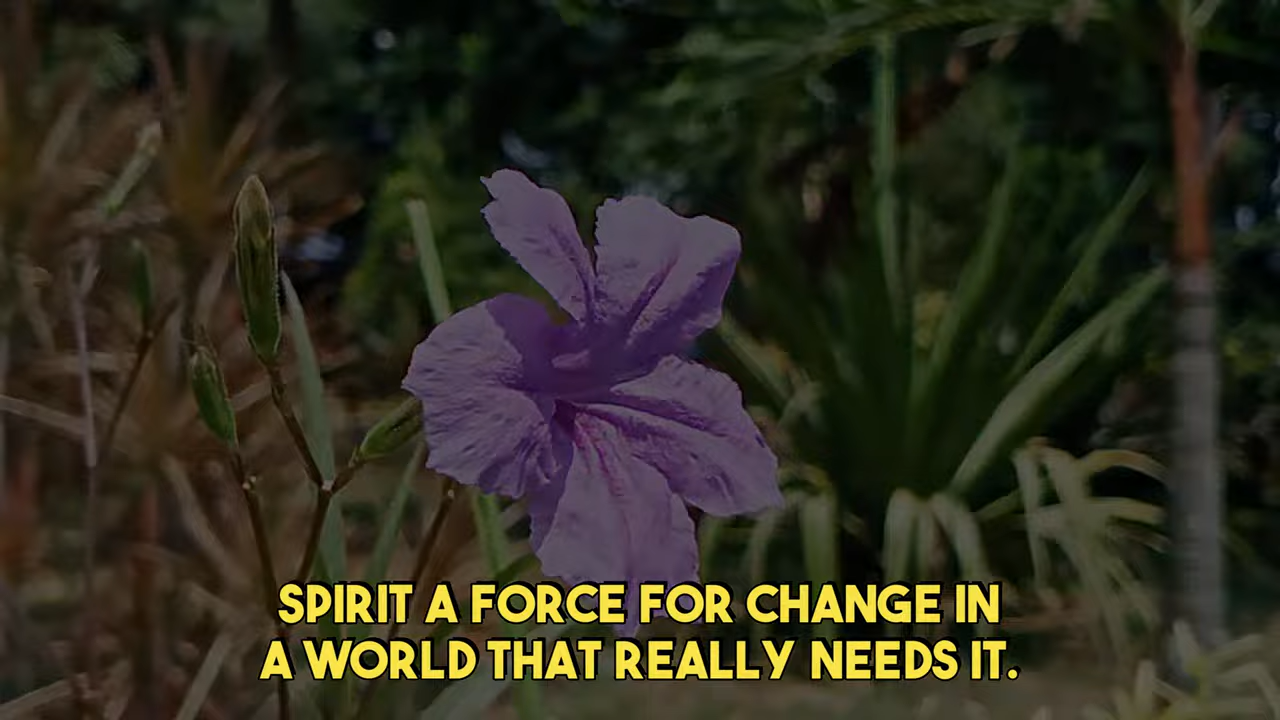 SPIRIT A FORCE FOR CHANGE IN
A WORLD THAT REALLY NEEDS IT.